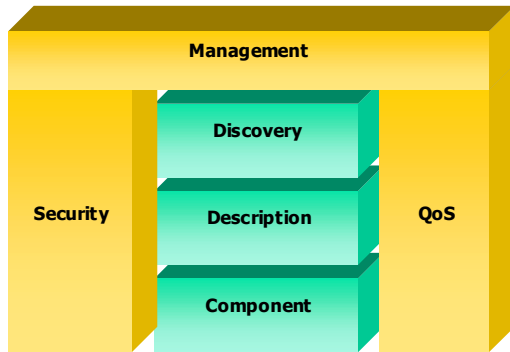 Management
Discovery
Security
Description
QoS
Component